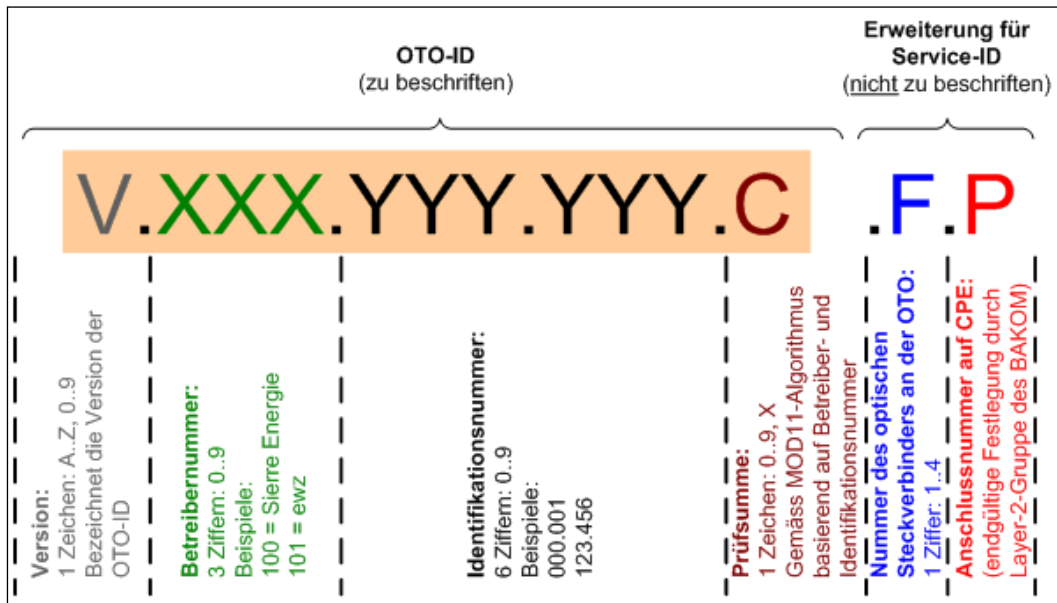 OTO-ID
(zu beschriften)
Erweiterung für
Service-ID
(nicht zu beschriften)
V.XXX.YYY.YYY.C .F.P
Version:
1 Zeichen: A..Z, 0..9
Bezeichnet die Version der
OTO-ID
Betreibernummer:
3 Ziffern: 0..9
Beispiele:
100 = Sierre Energie
101 = ewz
Identifikationsnummer:
6 Ziffern: 0..9
Beispiele:
000.001
123.456
Prüfsumme:
1 Zeichen: 0..9, X
Gemäss MOD11-Algorithmus
basierend auf Betreiber- und
Identifikationsnummer
Nummer des optischen
Steckverbinders an der OTO:
1 Ziffer: 1..4
Anschlussnummer auf CPE:
(endgültige Festlegung durch
Layer-2-Gruppe des BAKOM)